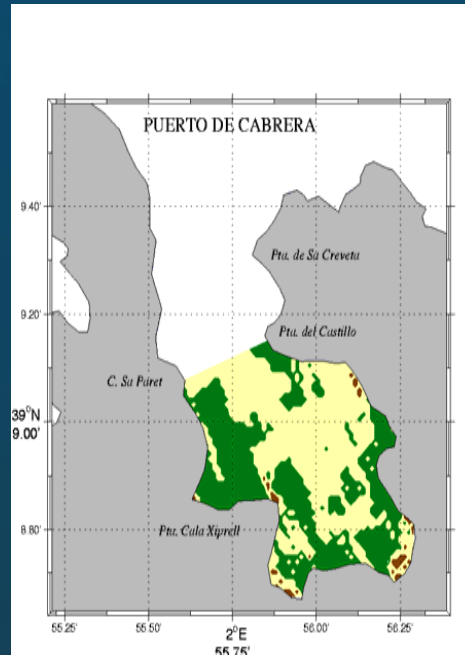 PUERTO DE CABRERA
9.40'
Pta. de Sa Creveta
9.20'
Pta. del Castillo
C. Sa Paret
39°N
9.00'
Pta. Cala Xiprell
8.80'
55.25' 55.50' 2°E 56.00' 56.25'
55.75'